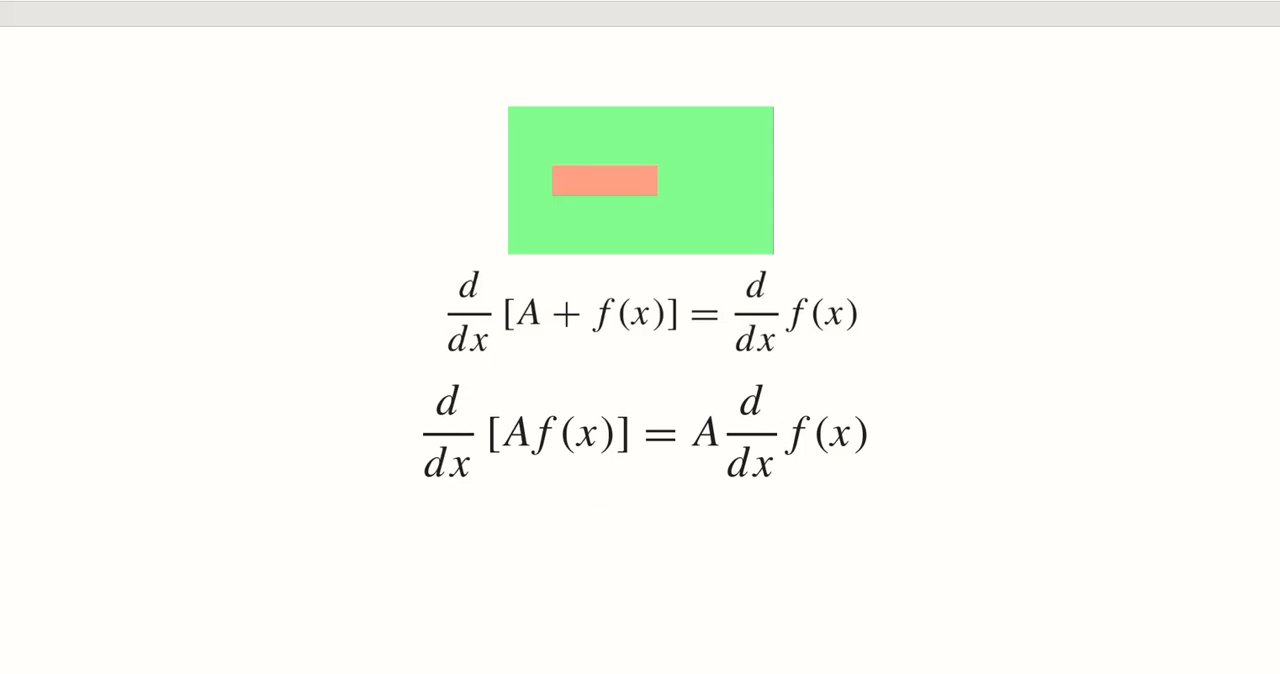 d/dx [A + f(x)] = d/dx f(x)
d/dx [Af(x)] = A d/dx f(x)